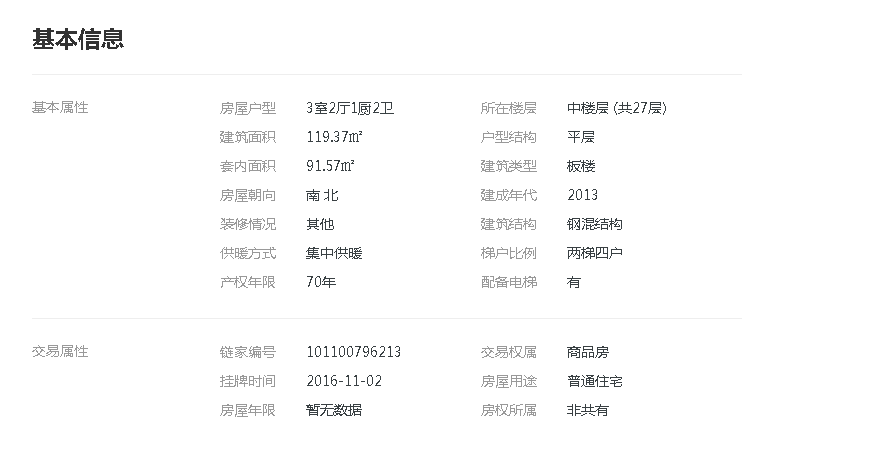 基本信息
基本属性 房屋户型 3室2厅1厨2卫 所在楼层 中楼层 (共27层)
建筑面积 119.37㎡ 户型结构 平层
套内面积 91.57㎡ 建筑类型 板楼
房屋朝向 南 北 建成年代 2013
装修情况 其他 建筑结构 钢混结构
供暖方式 集中供暖 梯户比例 两梯四户
产权年限 70年 配备电梯 有
交易属性 链家编号 101100796213 交易权属 商品房
挂牌时间 2016-11-02 房屋用途 普通住宅
房屋年限 暂无数据 房权所属 非共有